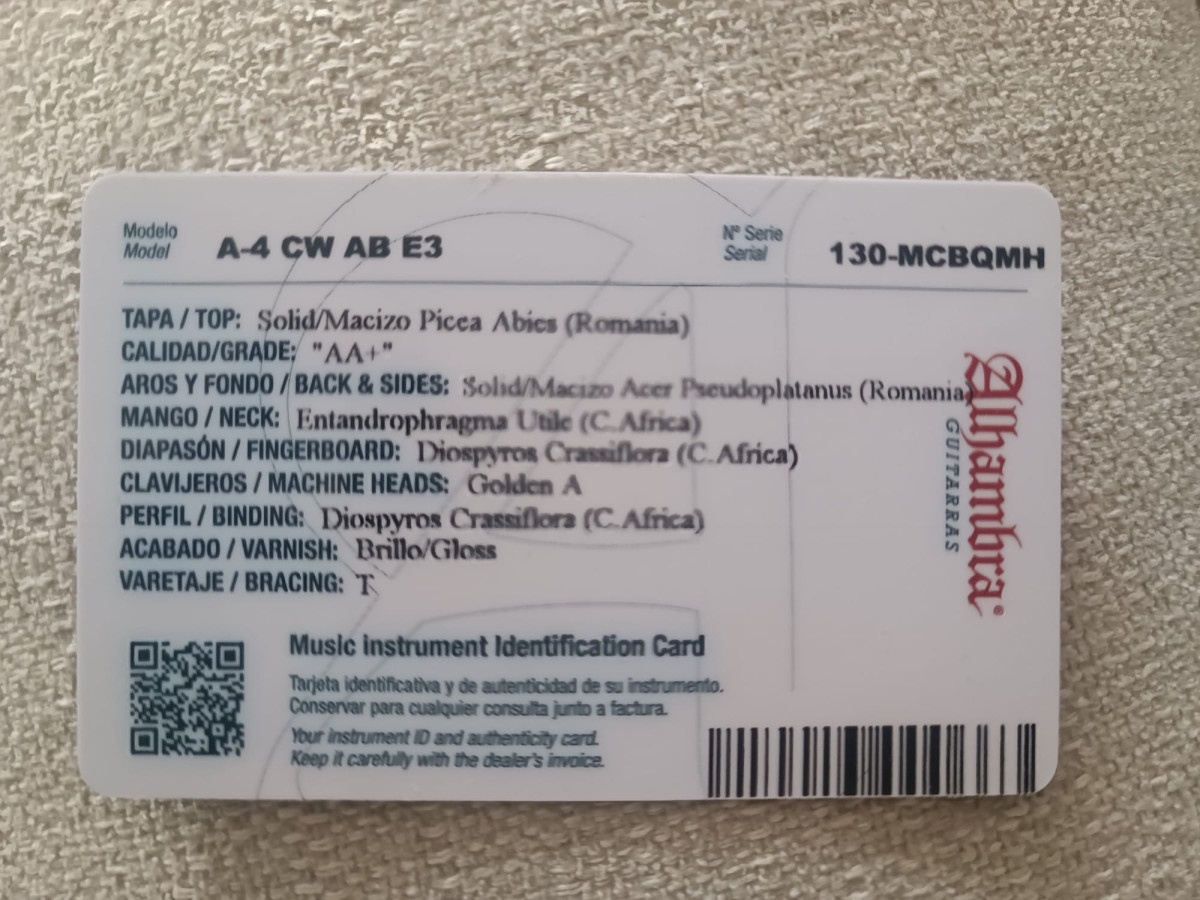 Modelo
Model
A-4 CW AB E3
Nº Serie
Serial
130-MCBQMH
TAPA / TOP: Solid/Macizo Picea Abies (Romania)
CALIDAD/GRADE: "AA+"
AROS Y FONDO / BACK & SIDES: Solid/Macizo Acer Pseudoplatanus (Romania)
MANGO / NECK: Entandrophragma Utile (C.Africa)
DIAPASÓN / FINGERBOARD: Diospyros Crassiflora (C.Africa)
CLAVIJEROS / MACHINE HEADS: Golden A
PERFIL / BINDING: Diospyros Crassiflora (C.Africa)
ACABADO / VARNISH: Brillo/Gloss
VARETAJE / BRACING: T
Alhambra®
GUITARRAS
Music Instrument Identification Card
Tarjeta identificativa y de autenticidad de su instrumento.
Conservar para cualquier consulta junto a factura.
Your instrument ID and authenticity card.
Keep it carefully with the dealer's invoice.